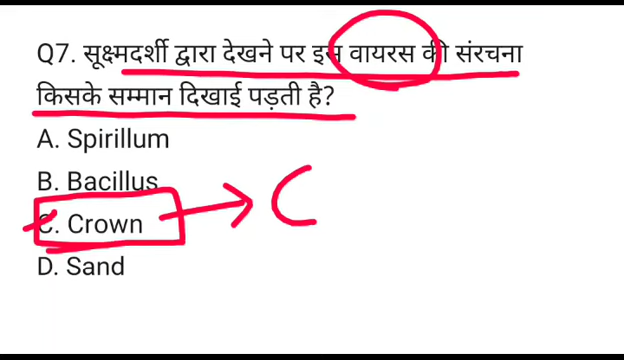 Q7. सूक्ष्मदर्शी द्वारा देखने पर इस वायरस की संरचना
किसके सम्मान दिखाई पड़ती है?
A. Spirillum
B. Bacillus
C. Crown
C
D. Sand